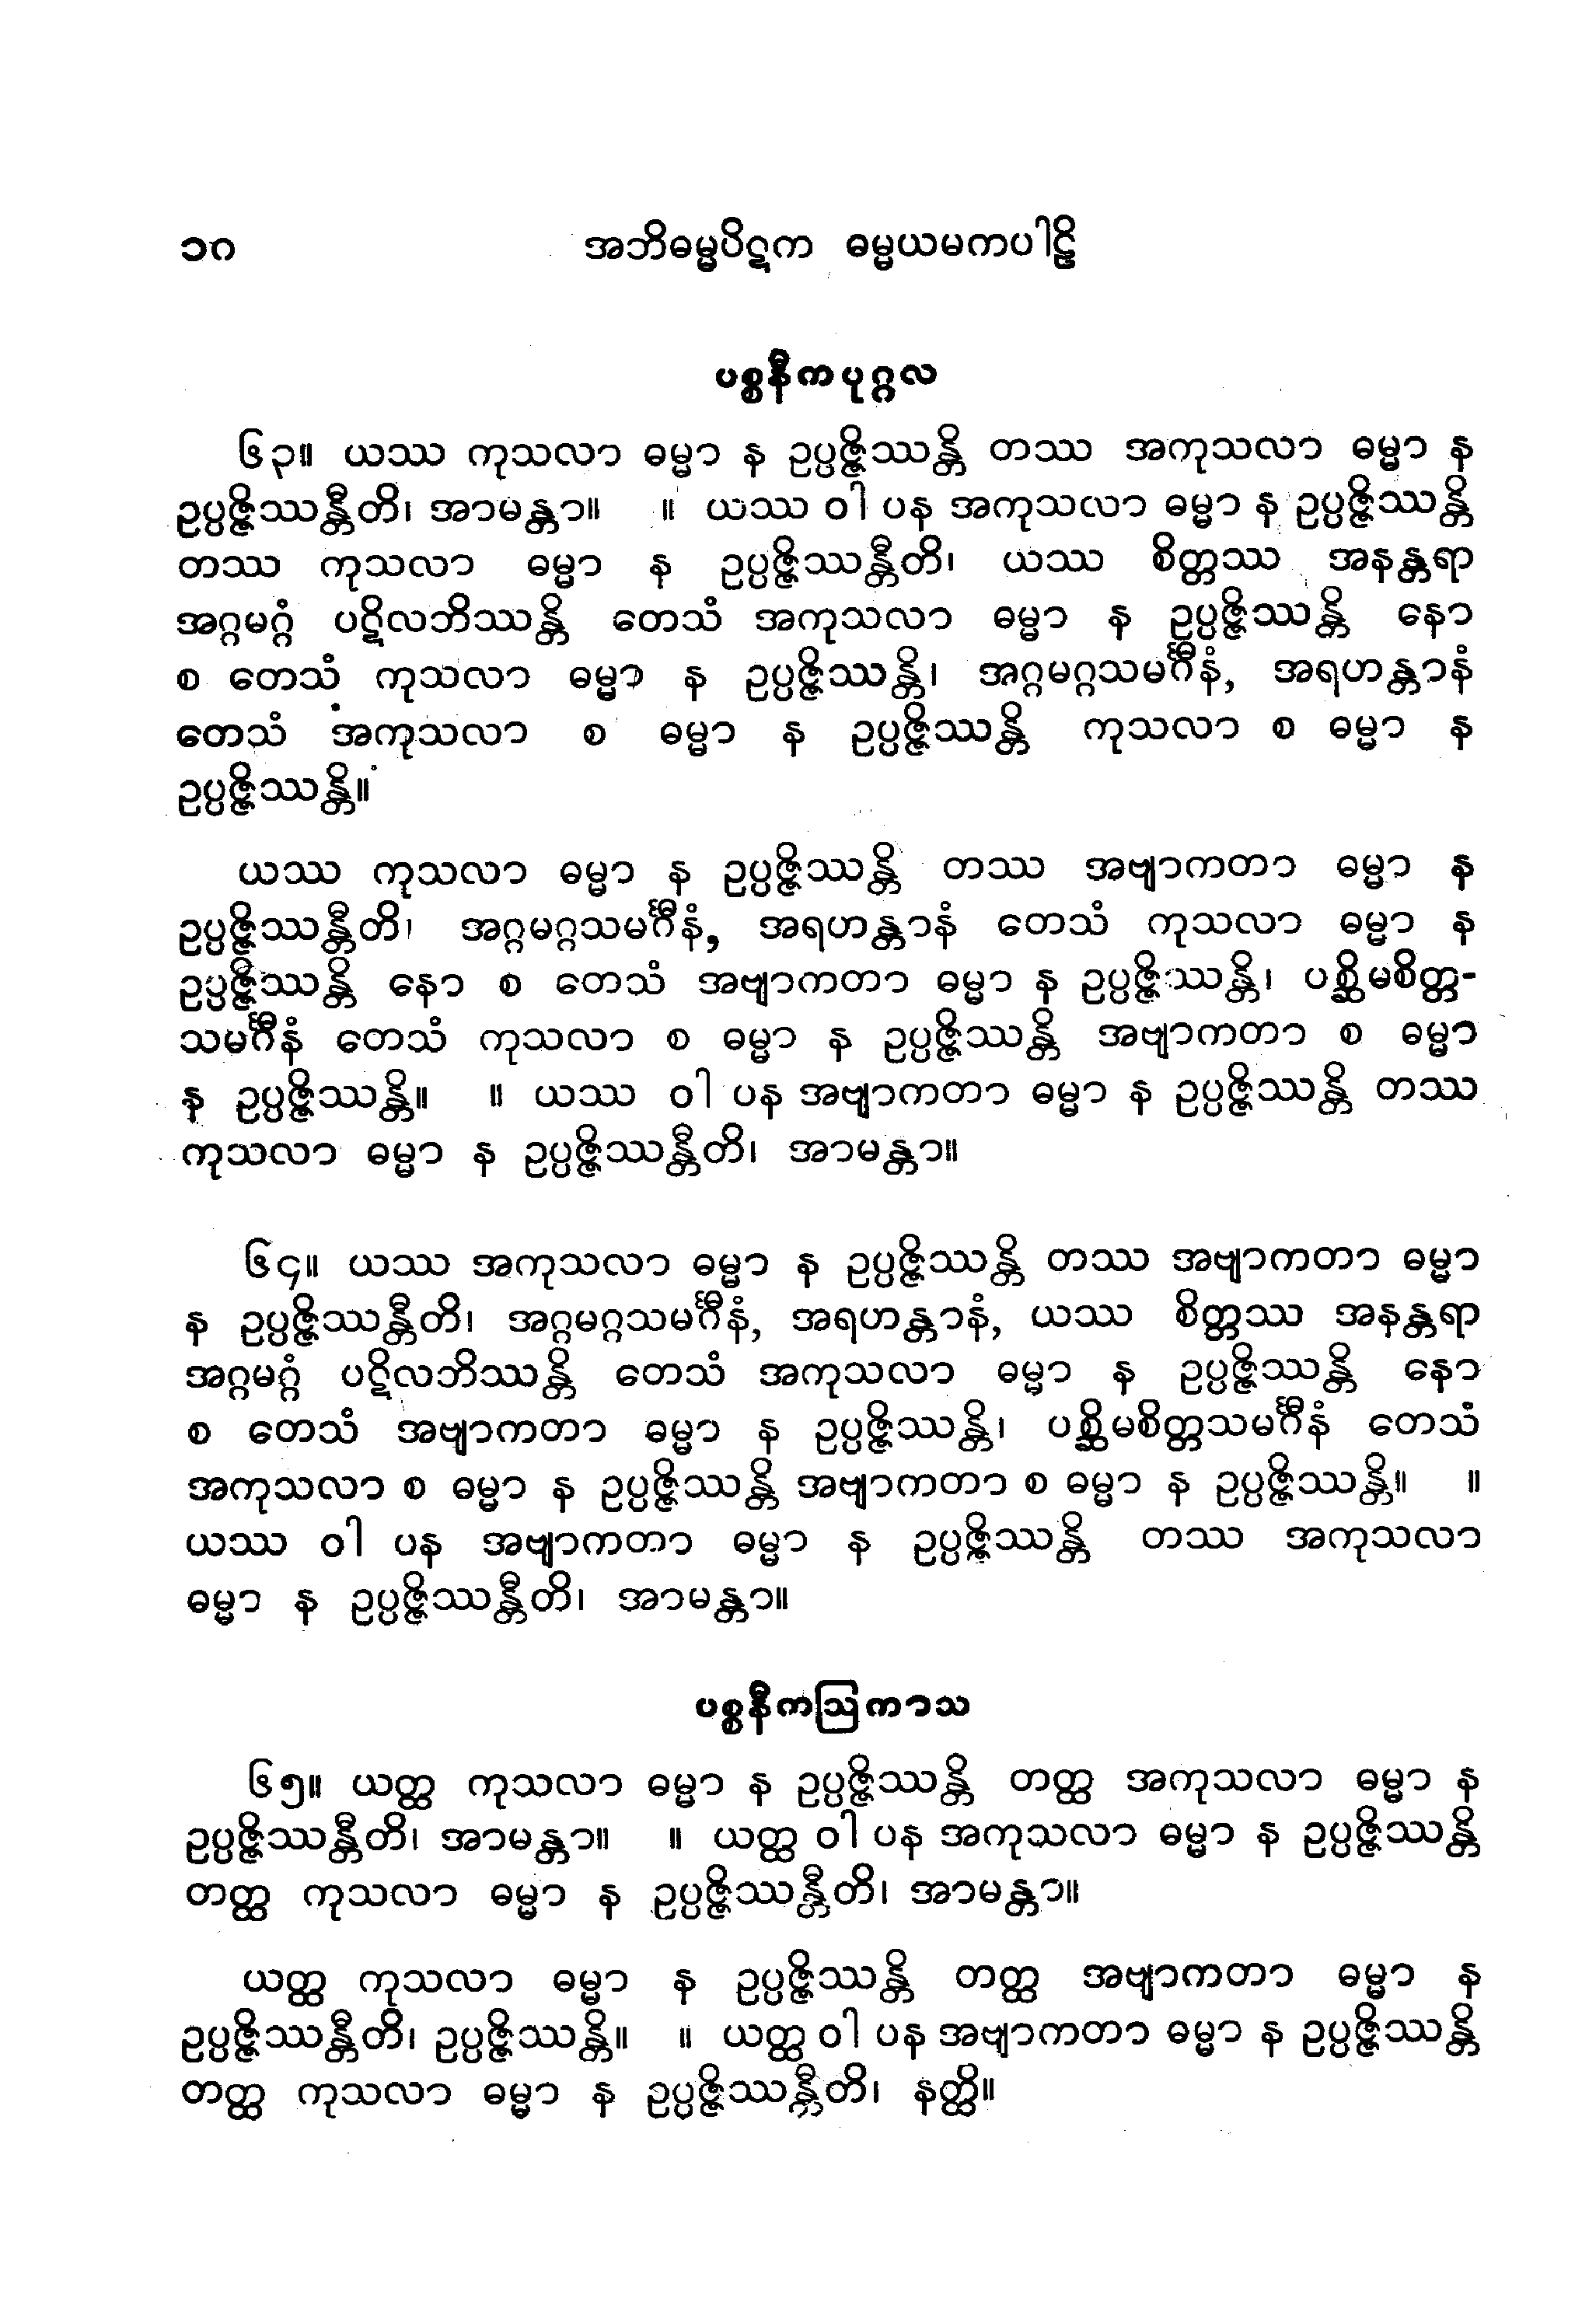 ၁၈ အဘိဓမ္မပိဋက ဓမ္မယမကပါဠိ
ပစ္စနီကပုဂ္ဂလ
၆၃။ ယဿ ကုသလာ ဓမ္မာ န ဥပ္ပဇ္ဇိဿန္တိ တဿ အကုသလာ ဓမ္မာ န
ဥပ္ပဇ္ဇိဿန္တီတိ၊ အာမန္တာ။ ။ ယဿ ဝါ ပန အကုသလာ ဓမ္မာ န ဥပ္ပဇ္ဇိဿန္တိ
တဿ ကုသလာ ဓမ္မာ န ဥပ္ပဇ္ဇိဿန္တီတိ၊ ယဿ စိတ္တဿ အနန္တရာ
အဂ္ဂမဂ္ဂံ ပဋိလဘိဿန္တိ တေသံ အကုသလာ ဓမ္မာ န ဥပ္ပဇ္ဇိဿန္တိ နော
စ တေသံ ကုသလာ ဓမ္မာ န ဥပ္ပဇ္ဇိဿန္တိ၊ အဂ္ဂမဂ္ဂသမင်္ဂီနံ, အရဟန္တာနံ
တေသံ အကုသလာ စ ဓမ္မာ န ဥပ္ပဇ္ဇိဿန္တိ ကုသလာ စ ဓမ္မာ န
ဥပ္ပဇ္ဇိဿန္တိ။
ယဿ ကုသလာ ဓမ္မာ န ဥပ္ပဇ္ဇိဿန္တိ တဿ အဗျာကတာ ဓမ္မာ န
ဥပ္ပဇ္ဇိဿန္တီတိ၊ အဂ္ဂမဂ္ဂသမင်္ဂီနံ, အရဟန္တာနံ တေသံ ကုသလာ ဓမ္မာ န
ဥပ္ပဇ္ဇိဿန္တိ နော စ တေသံ အဗျာကတာ ဓမ္မာ န ဥပ္ပဇ္ဇိဿန္တိ၊ ပစ္ဆိမစိတ္တ-
သမင်္ဂီနံ တေသံ ကုသလာ စ ဓမ္မာ န ဥပ္ပဇ္ဇိဿန္တိ အဗျာကတာ စ ဓမ္မာ
န ဥပ္ပဇ္ဇိဿန္တိ။ ။ ယဿ ဝါ ပန အဗျာကတာ ဓမ္မာ န ဥပ္ပဇ္ဇိဿန္တိ တဿ
ကုသလာ ဓမ္မာ န ဥပ္ပဇ္ဇိဿန္တီတိ၊ အာမန္တာ။
၆၄။ ယဿ အကုသလာ ဓမ္မာ န ဥပ္ပဇ္ဇိဿန္တိ တဿ အဗျာကတာ ဓမ္မာ
န ဥပ္ပဇ္ဇိဿန္တီတိ၊ အဂ္ဂမဂ္ဂသမင်္ဂီနံ, အရဟန္တာနံ, ယဿ စိတ္တဿ အနန္တရာ
အဂ္ဂမဂ္ဂံ ပဋိလဘိဿန္တိ တေသံ အကုသလာ ဓမ္မာ န ဥပ္ပဇ္ဇိဿန္တိ နော
စ တေသံ အဗျာကတာ ဓမ္မာ န ဥပ္ပဇ္ဇိဿန္တိ၊ ပစ္ဆိမစိတ္တသမင်္ဂီနံ တေသံ
အကုသလာ စ ဓမ္မာ န ဥပ္ပဇ္ဇိဿန္တိ အဗျာကတာ စ ဓမ္မာ န ဥပ္ပဇ္ဇိဿန္တိ။ ။
ယဿ ဝါ ပန အဗျာကတာ ဓမ္မာ န ဥပ္ပဇ္ဇိဿန္တိ တဿ အကုသလာ
ဓမ္မာ န ဥပ္ပဇ္ဇိဿန္တီတိ၊ အာမန္တာ။
ပစ္စနီကဩကာသ
၆၅။ ယတ္ထ ကုသလာ ဓမ္မာ န ဥပ္ပဇ္ဇိဿန္တိ တတ္ထ အကုသလာ ဓမ္မာ န
ဥပ္ပဇ္ဇိဿန္တီတိ၊ အာမန္တာ။ ။ ယတ္ထ ဝါ ပန အကုသလာ ဓမ္မာ န ဥပ္ပဇ္ဇိဿန္တိ
တတ္ထ ကုသလာ ဓမ္မာ န ဥပ္ပဇ္ဇိဿန္တီတိ၊ အာမန္တာ။
ယတ္ထ ကုသလာ ဓမ္မာ န ဥပ္ပဇ္ဇိဿန္တိ တတ္ထ အဗျာကတာ ဓမ္မာ န
ဥပ္ပဇ္ဇိဿန္တီတိ၊ ဥပ္ပဇ္ဇိဿန္တိ။ ။ ယတ္ထ ဝါ ပန အဗျာကတာ ဓမ္မာ န ဥပ္ပဇ္ဇိဿန္တိ
တတ္ထ ကုသလာ ဓမ္မာ န ဥပ္ပဇ္ဇိဿန္တီတိ၊ နတ္ထိ။